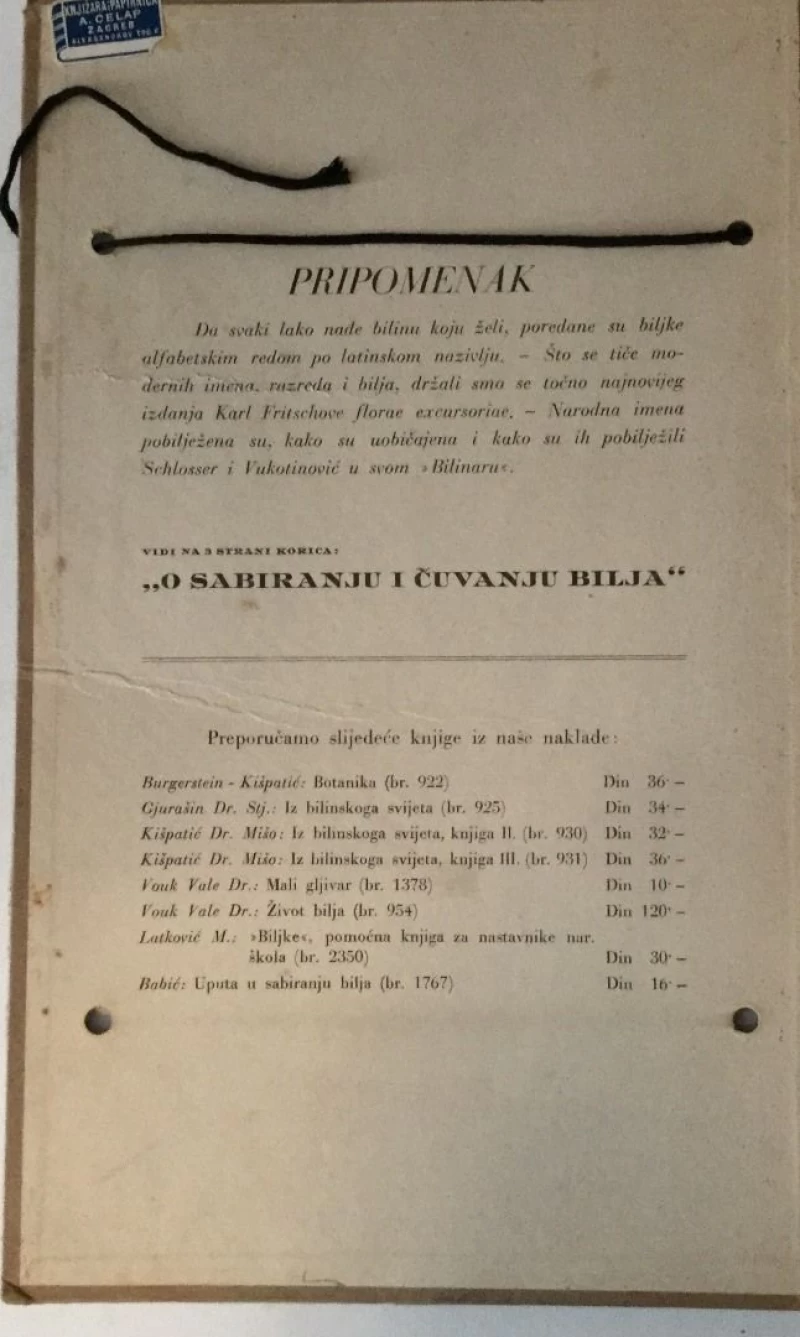 KNJIŽARA-PAPIRNICA
A. ČELAP
ZAGREB
PRIPOMENAK
Da svaki lako nađe bilinu koju želi, poredane su biljke
alfabetskim redom po latinskom nazivlju. – Što se tiče mo-
dernih imena, razreda i bilja, držali smo se točno najnovijeg
izdanja Karl Fritschove florae excursoriae. – Narodna imena
pobilježena su, kako su uobičajena i kako su ih pobilježili
Schlosser i Vukotinović u svom »Bilinaru«.
VIDI NA 3 STRANI KORICA:
„O SABIRANJU I ČUVANJU BILJA“
Preporučamo slijedeće knjige iz naše naklade:
Burgerstein - Kišpatić: Botanika (br. 922) Din 36·–
Gjurašin Dr. Stj.: Iz bilinskoga svijeta (br. 925) Din 34·–
Kišpatić Dr. Mišo: Iz bilinskoga svijeta, knjiga II. (br. 930) Din 32·–
Kišpatić Dr. Mišo: Iz bilinskoga svijeta, knjiga III. (br. 931) Din 36·–
Vouk Vale Dr.: Mali gljivar (br. 1378) Din 10·–
Vouk Vale Dr.: Život bilja (br. 954) Din 120·–
Latković M.: »Biljke«, pomoćna knjiga za nastavnike nar.
škola (br. 2350) Din 30·–
Babić: Uputa u sabiranju bilja (br. 1767) Din 16·–